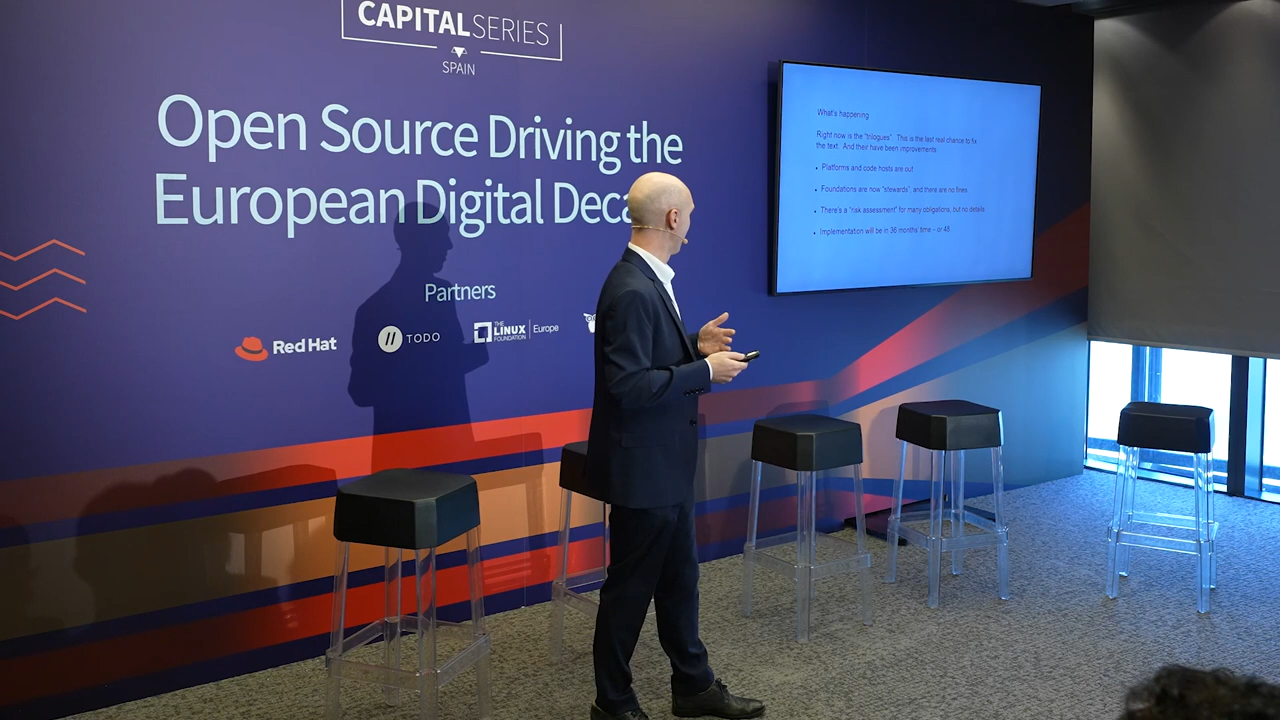 CAPITALSERIES
SPAIN
Open Source Driving the
European Digital Deca
Partners
Red Hat
TODO
THE
LINUX
FOUNDATION
Europe
What's happening
Right now is the "trilogues". This is the last real chance to fix
the text. And their have been improvements
Platforms and code hosts are out
Foundations are now "stewards", and there are no fines
There's a "risk assessment" for many obligations, but no details
Implementation will be in 36 months' time – or 48.